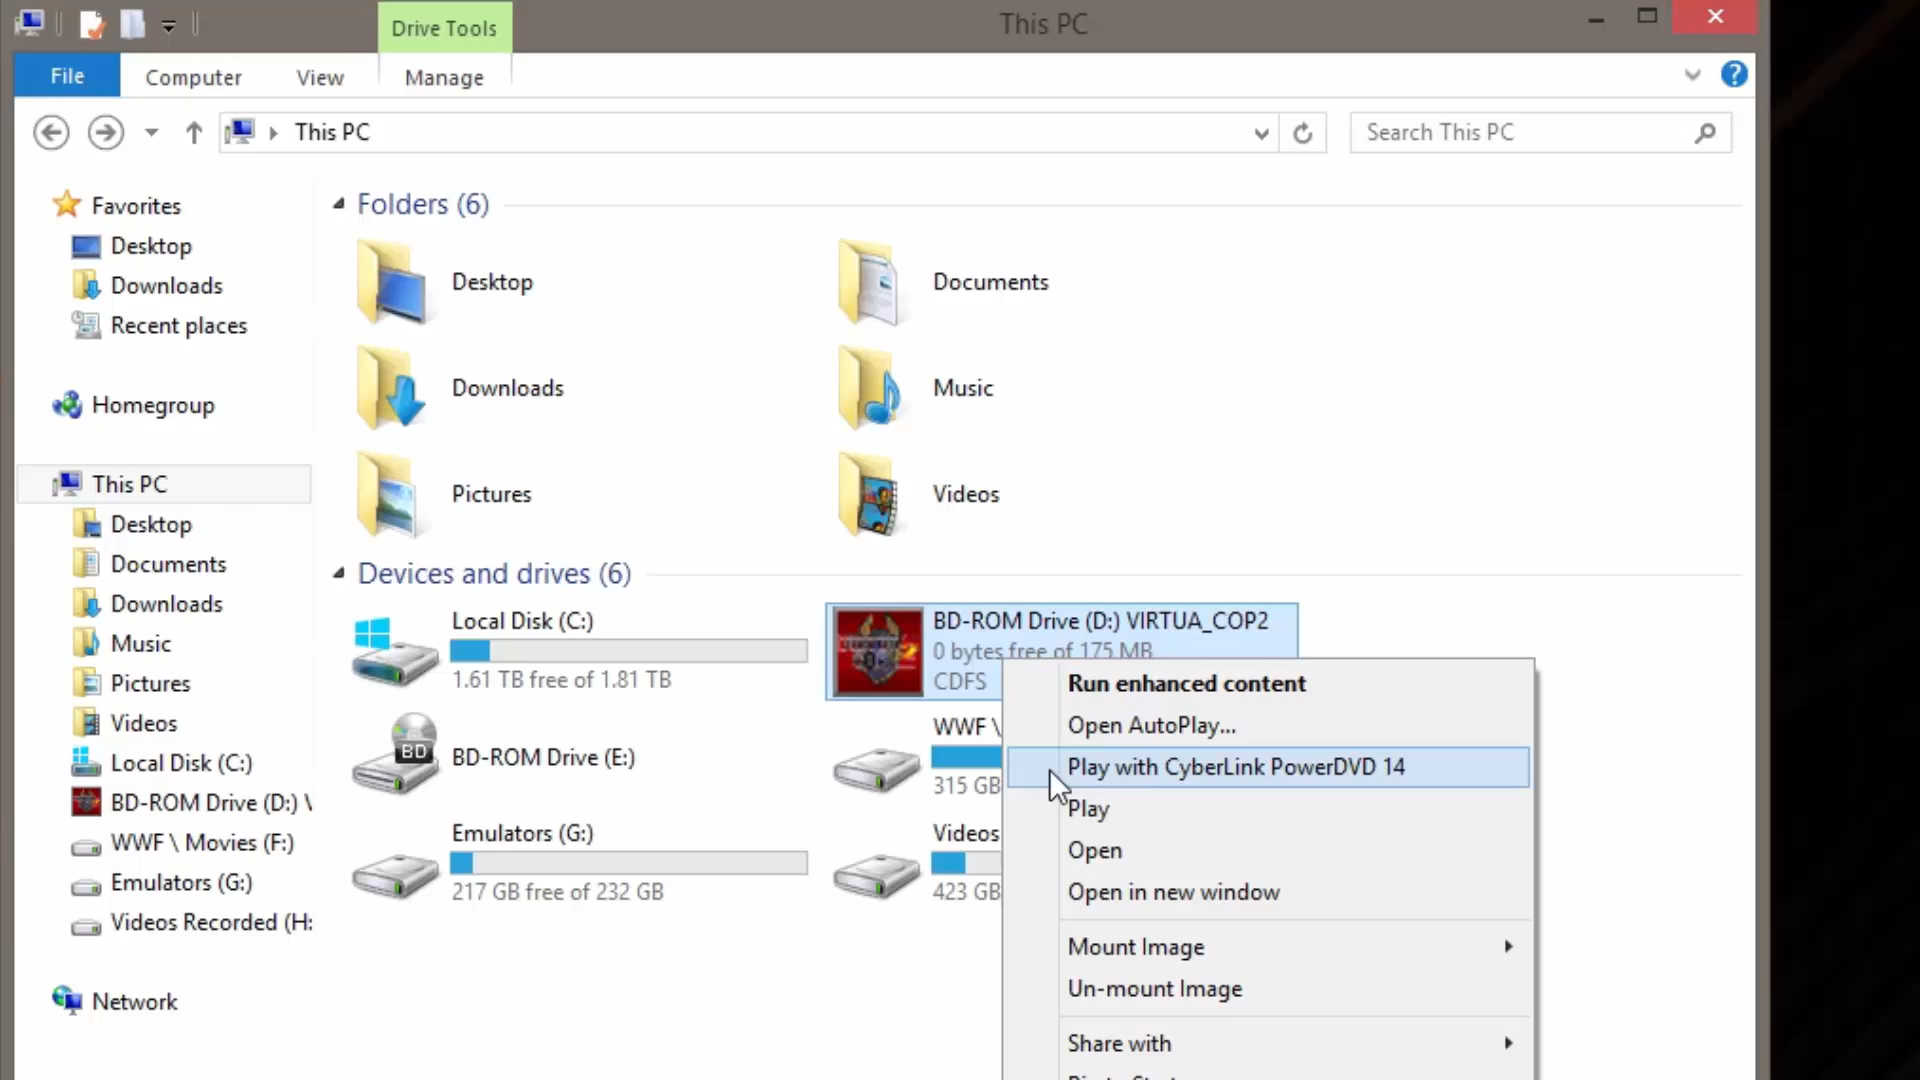 Drive Tools
This PC
File
Computer
View
Manage
This PC
Search This PC
Favorites
Desktop
Downloads
Recent places
Homegroup
This PC
Desktop
Documents
Downloads
Music
Pictures
Videos
Local Disk (C:)
BD-ROM Drive (D:) \
WWF \ Movies (F:)
Emulators (G:)
Videos Recorded (H:
Network
Folders (6)
Desktop
Documents
Downloads
Music
Pictures
Videos
Devices and drives (6)
Local Disk (C:)
1.61 TB free of 1.81 TB
BD-ROM Drive (D:) VIRTUA_COP2
0 bytes free of 175 MB
CDFS
BD
BD-ROM Drive (E:)
WWF \
315 GB
Emulators (G:)
217 GB free of 232 GB
Videos
423 GB
Run enhanced content
Open AutoPlay...
Play with CyberLink PowerDVD 14
Play
Open
Open in new window
Mount Image
Un-mount Image
Share with